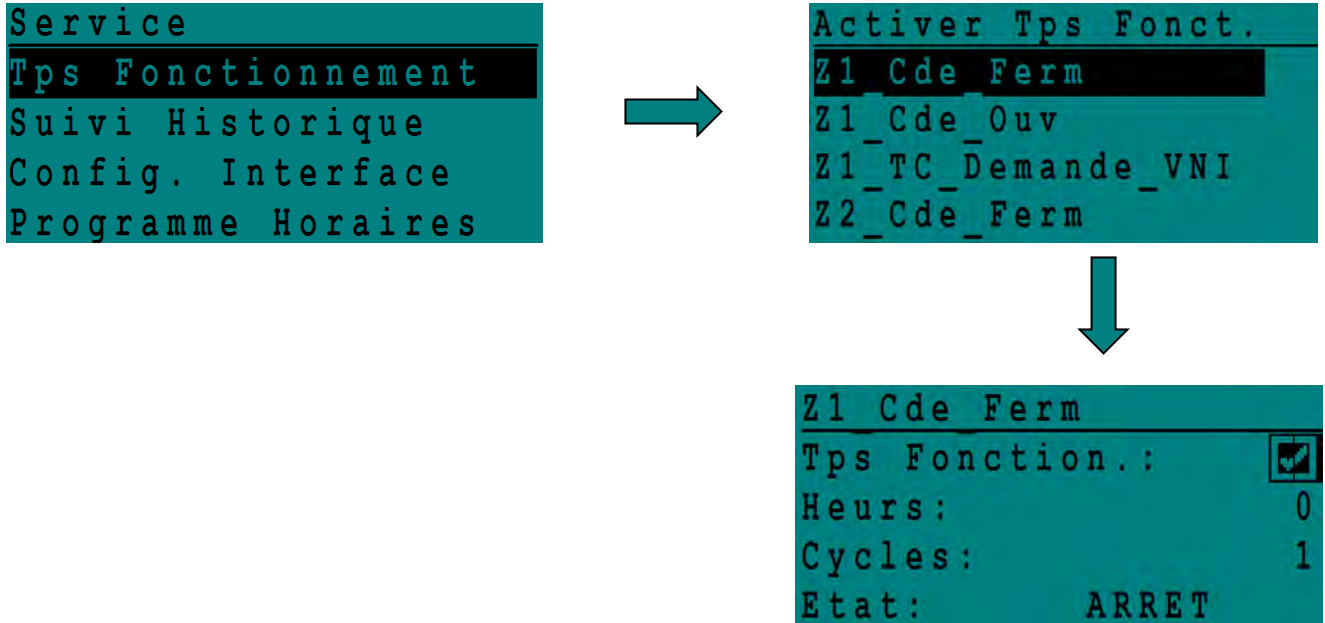 Service
Tps Fonctionnement
Suivi Historique
Config. Interface
Programme Horaires
Activer Tps Fonct.
Z1_Cde_Ferm
Z1_Cde_Ouv
Z1_TC_Demande_VNI
Z2_Cde_Ferm
Z1_Cde_Ferm
Tps Fonction.:
Heurs: 0
Cycles: 1
Etat: ARRET